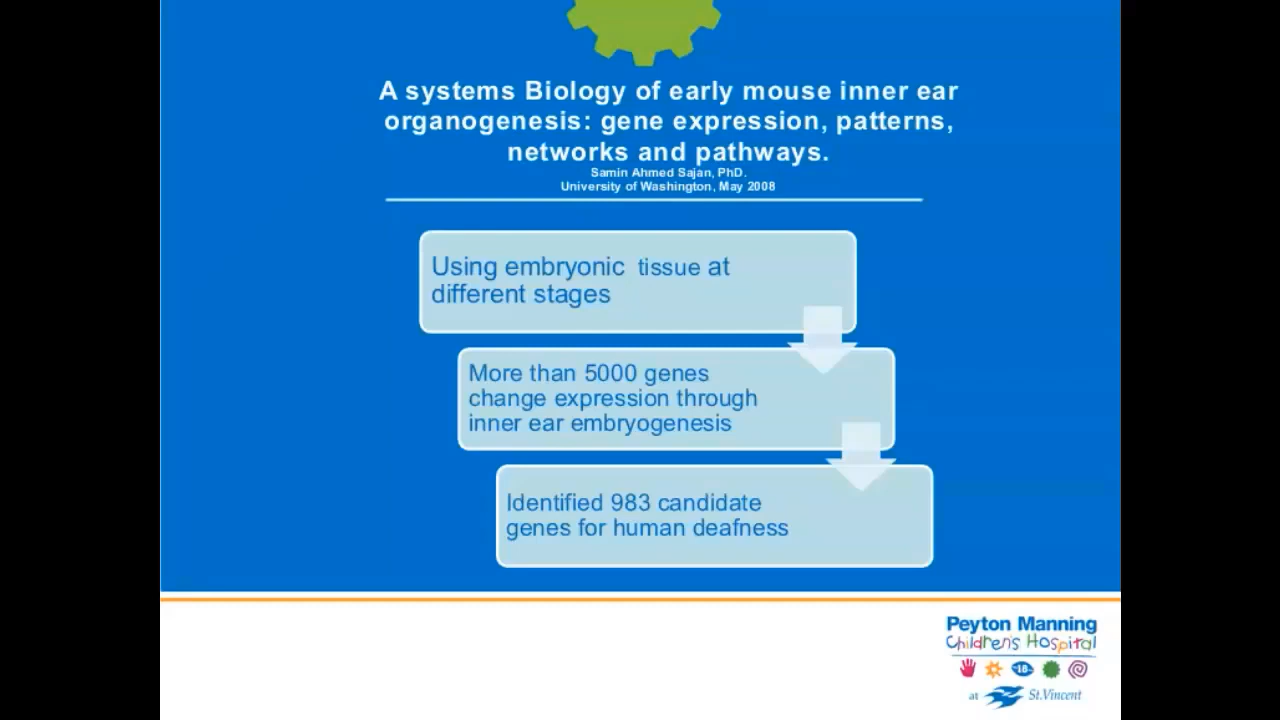 A systems Biology of early mouse inner ear
organogenesis: gene expression, patterns,
networks and pathways.
Samin Ahmed Sajan, PhD.
University of Washington, May 2008
Using embryonic tissue at
different stages
More than 5000 genes
change expression through
inner ear embryogenesis
Identified 983 candidate
genes for human deafness
Peyton Manning
Children's Hospital
18
at St.Vincent